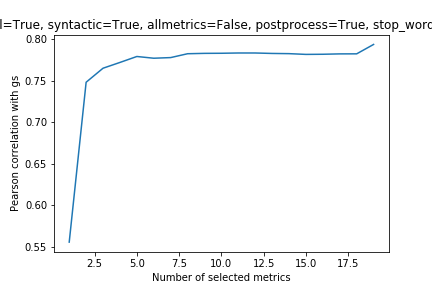 l=True, syntactic=True, allmetrics=False, postprocess=True, stop_word
0.80
0.75
0.70
0.65
0.60
0.55
Pearson correlation with gs
2.5 5.0 7.5 10.0 12.5 15.0 17.5
Number of selected metrics